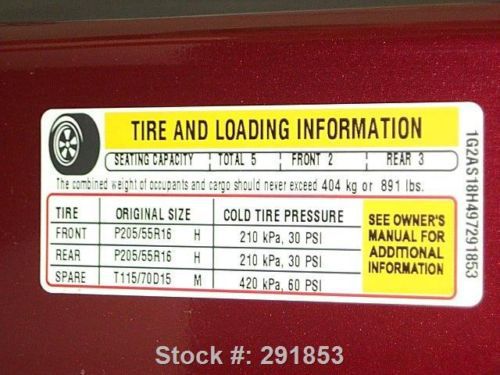 TIRE AND LOADING INFORMATION
SEATING CAPACITY TOTAL 5 FRONT 2 REAR 3
The combined weight of occupants and cargo should never exceed 404 kg or 891 lbs.
TIRE ORIGINAL SIZE COLD TIRE PRESSURE
FRONT P205/55R16 H 210 kPa, 30 PSI
REAR P205/55R16 H 210 kPa, 30 PSI
SPARE T115/70D15 M 420 kPa, 60 PSI
SEE OWNER'S
MANUAL FOR
ADDITIONAL
INFORMATION
1G2AS18H497291853
Stock #: 291853